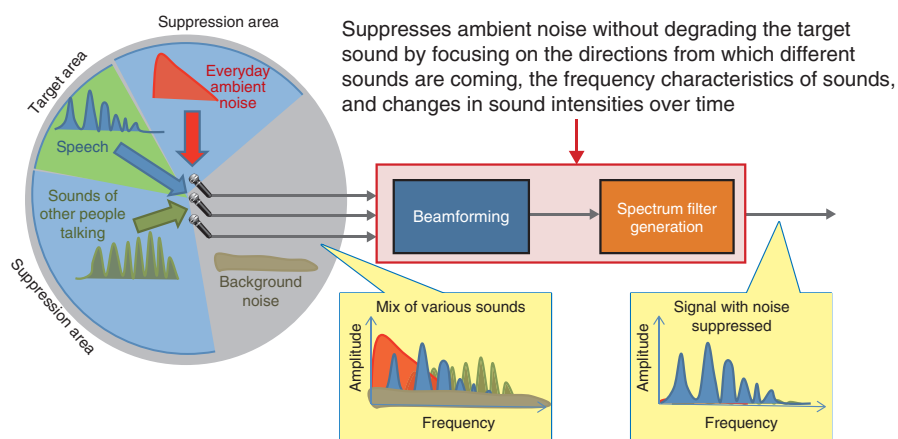 Suppression area
Suppresses ambient noise without degrading the target
sound by focusing on the directions from which different
sounds are coming, the frequency characteristics of sounds,
and changes in sound intensities over time
Target area
Everyday
ambient
noise
Speech
Sounds of
other people
talking
Suppression area
Background
noise
Beamforming
Spectrum filter
generation
Mix of various sounds
Amplitude
Frequency
Signal with noise
suppressed
Amplitude
Frequency